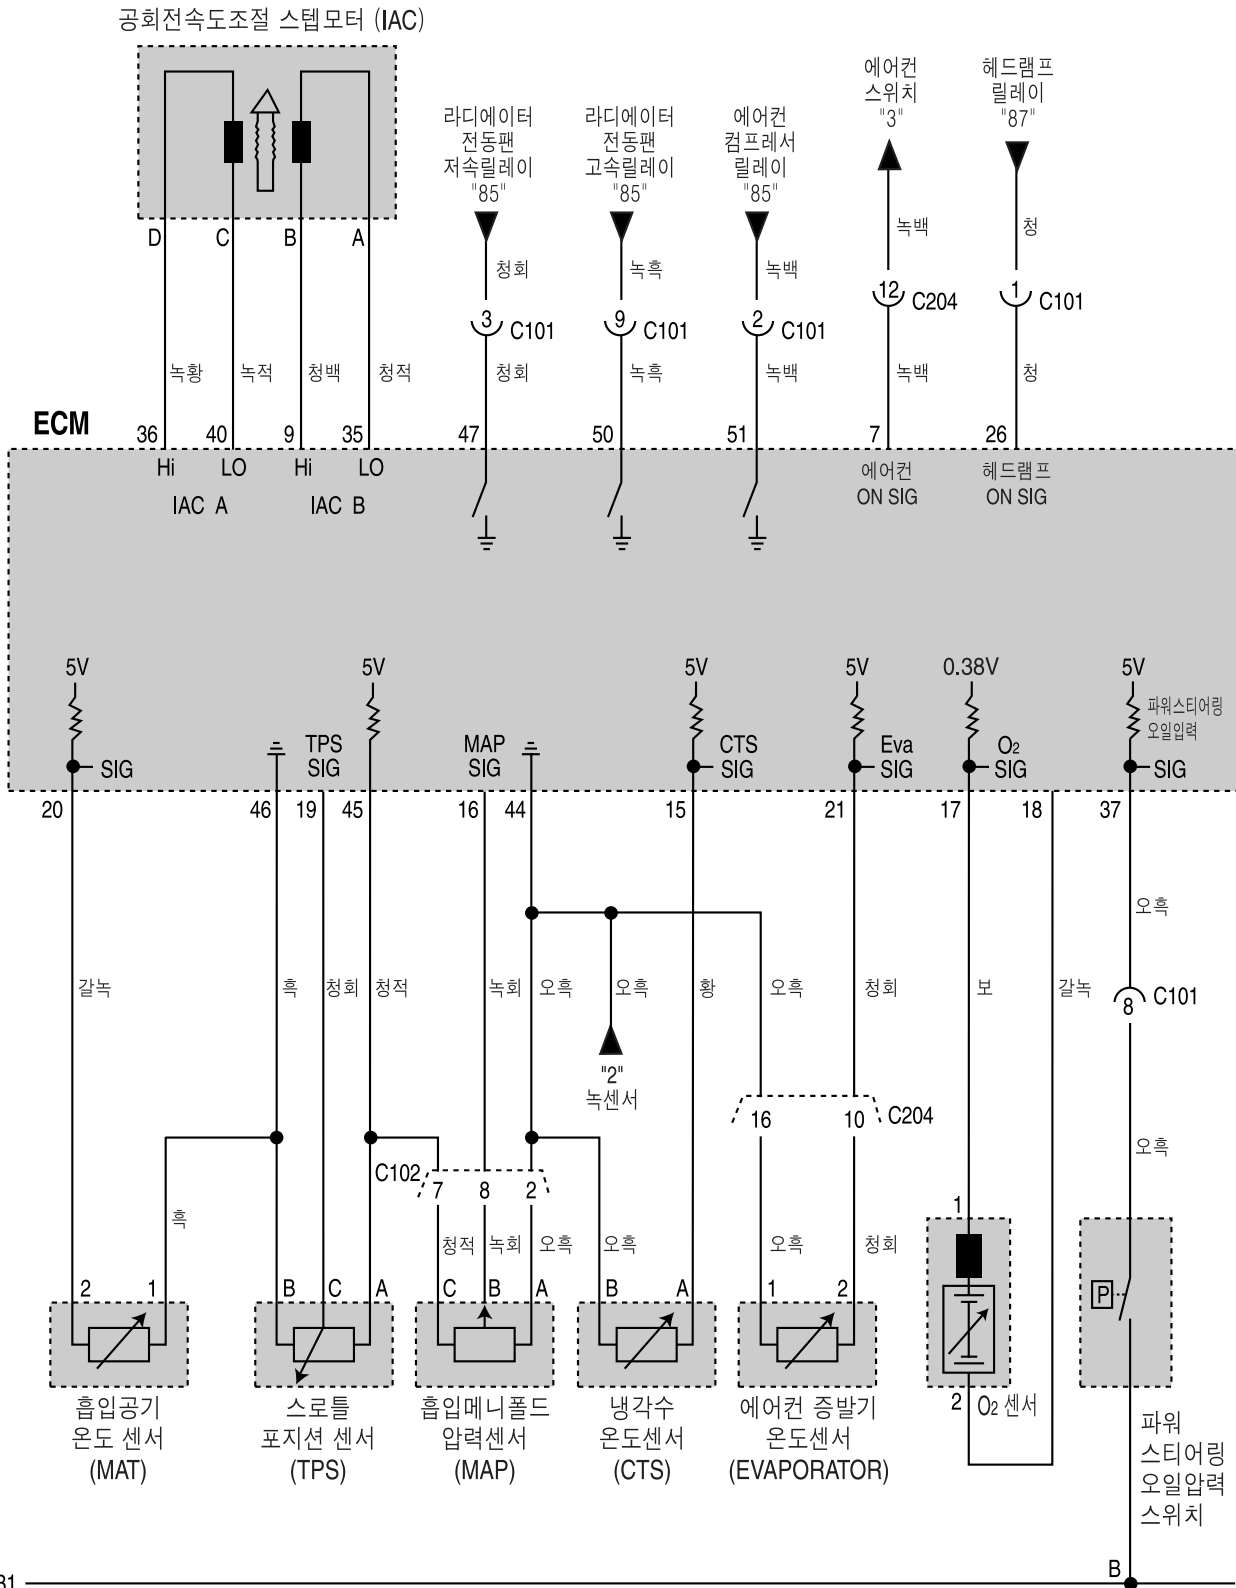 공회전속도조절 스텝모터 (IAC)
D C B A
녹황 녹적 청백 청적
라디에이터
전동팬
저속릴레이
"85"
청회
3 C101
청회
라디에이터
전동팬
고속릴레이
"85"
녹흑
9 C101
녹흑
에어컨
컴프레서
릴레이
"85"
녹백
2 C101
녹백
에어컨
스위치
"3"
녹백
12 C204
녹백
헤드램프
릴레이
"87"
청
1 C101
청
ECM
36 40 9 35 47 50 51 7 26
Hi LO Hi LO
IAC A IAC B
에어컨
ON SIG
헤드램프
ON SIG
5V 5V 5V 5V 0.38V 5V
SIG
TPS
SIG
MAP
SIG
CTS
SIG
Eva
SIG
O2
SIG
파워스티어링
오일압력
SIG
20 46 19 45 16 44 15 21 17 18 37
오흑
갈녹 흑 청회 청적 녹회 오흑 오흑 황 오흑 청회 보 갈녹
8 C101
"2"
녹센서
16 10 C204
오흑
C102 7 8 2
흑
청적 녹회 오흑 오흑 오흑 청회
1
2 1 B C A C B A B A 1 2
P
2 O2 센서
흡입공기
온도 센서
(MAT)
스로틀
포지션 센서
(TPS)
흡입메니폴드
압력센서
(MAP)
냉각수
온도센서
(CTS)
에어컨 증발기
온도센서
(EVAPORATOR)
파워
스티어링
오일압력
스위치
B
31